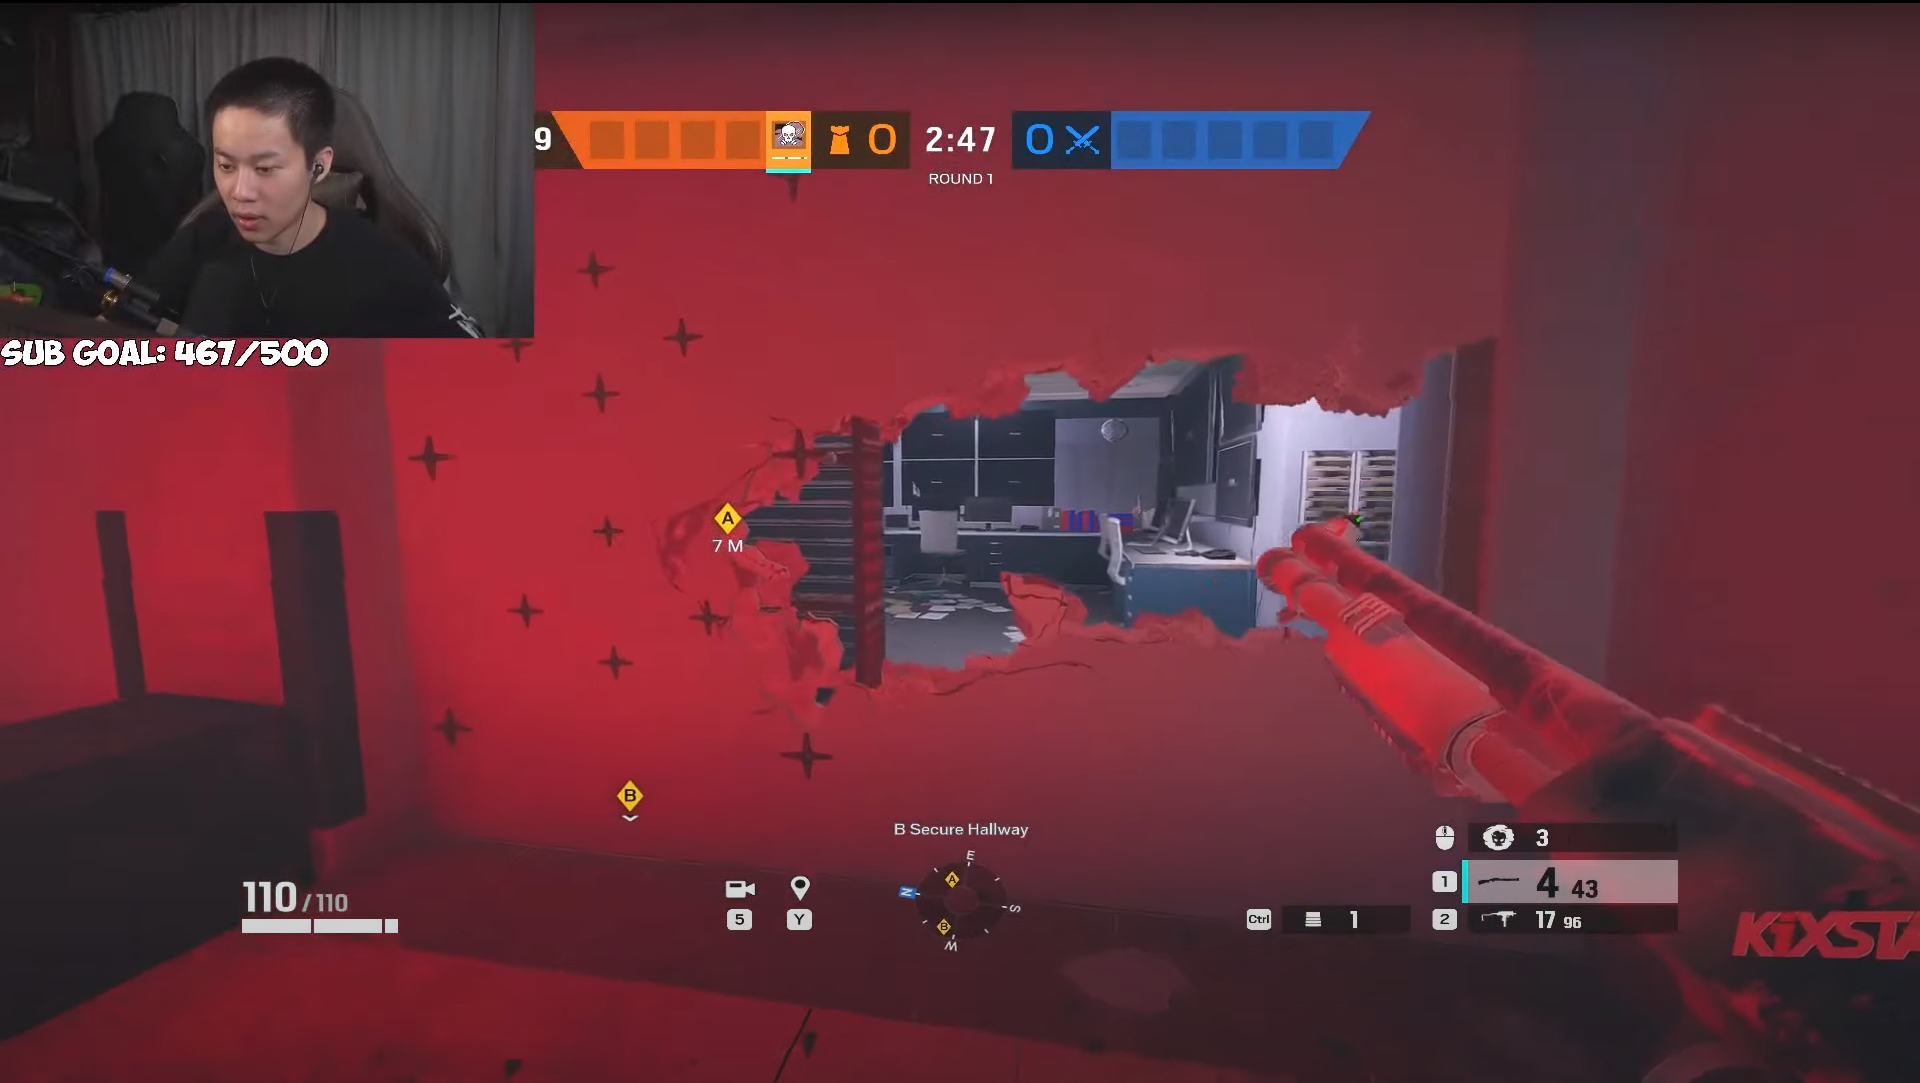 9
0
2:47
0
ROUND 1
SUB GOAL: 467/500
A
7 M
B
B Secure Hallway
E
A
N
S
B
W
110/110
5
Y
3
1
4 43
Ctrl
1
2
17 96
KiXSTA